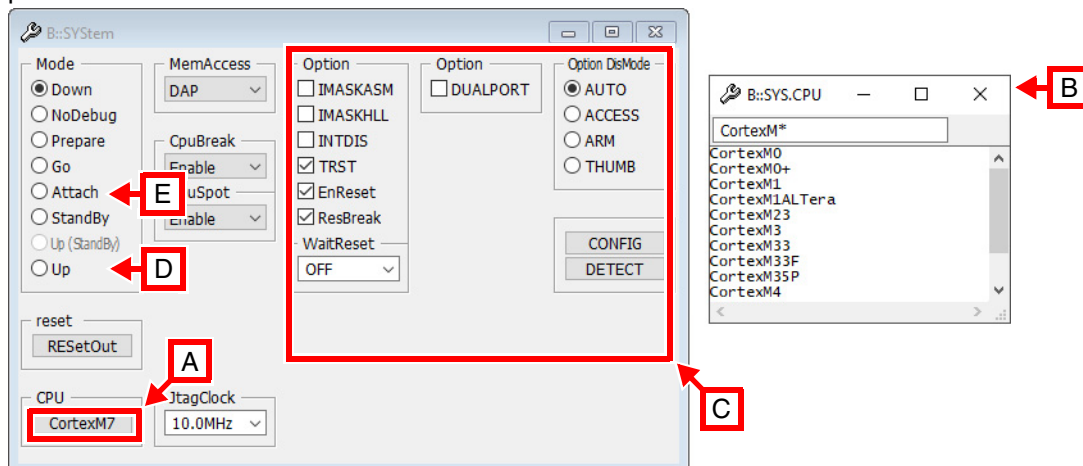 B::SYStem
Mode
Down
NoDebug
Prepare
Go
Attach
StandBy
Up (StandBy)
Up
MemAccess
DAP
CpuBreak
Enable
uSpot
Enable
Option
IMASKASM
IMASKHLL
INTDIS
TRST
EnReset
ResBreak
WaitReset
OFF
Option
DUALPORT
Option DisMode
AUTO
ACCESS
ARM
THUMB
CONFIG
DETECT
reset
RESetOut
CPU
CortexM7
JtagClock
10.0MHz
A
E
D
C
B::SYS.CPU
B
CortexM*
CortexM0
CortexM0+
CortexM1
CortexM1ALTera
CortexM23
CortexM3
CortexM33
CortexM33F
CortexM35P
CortexM4